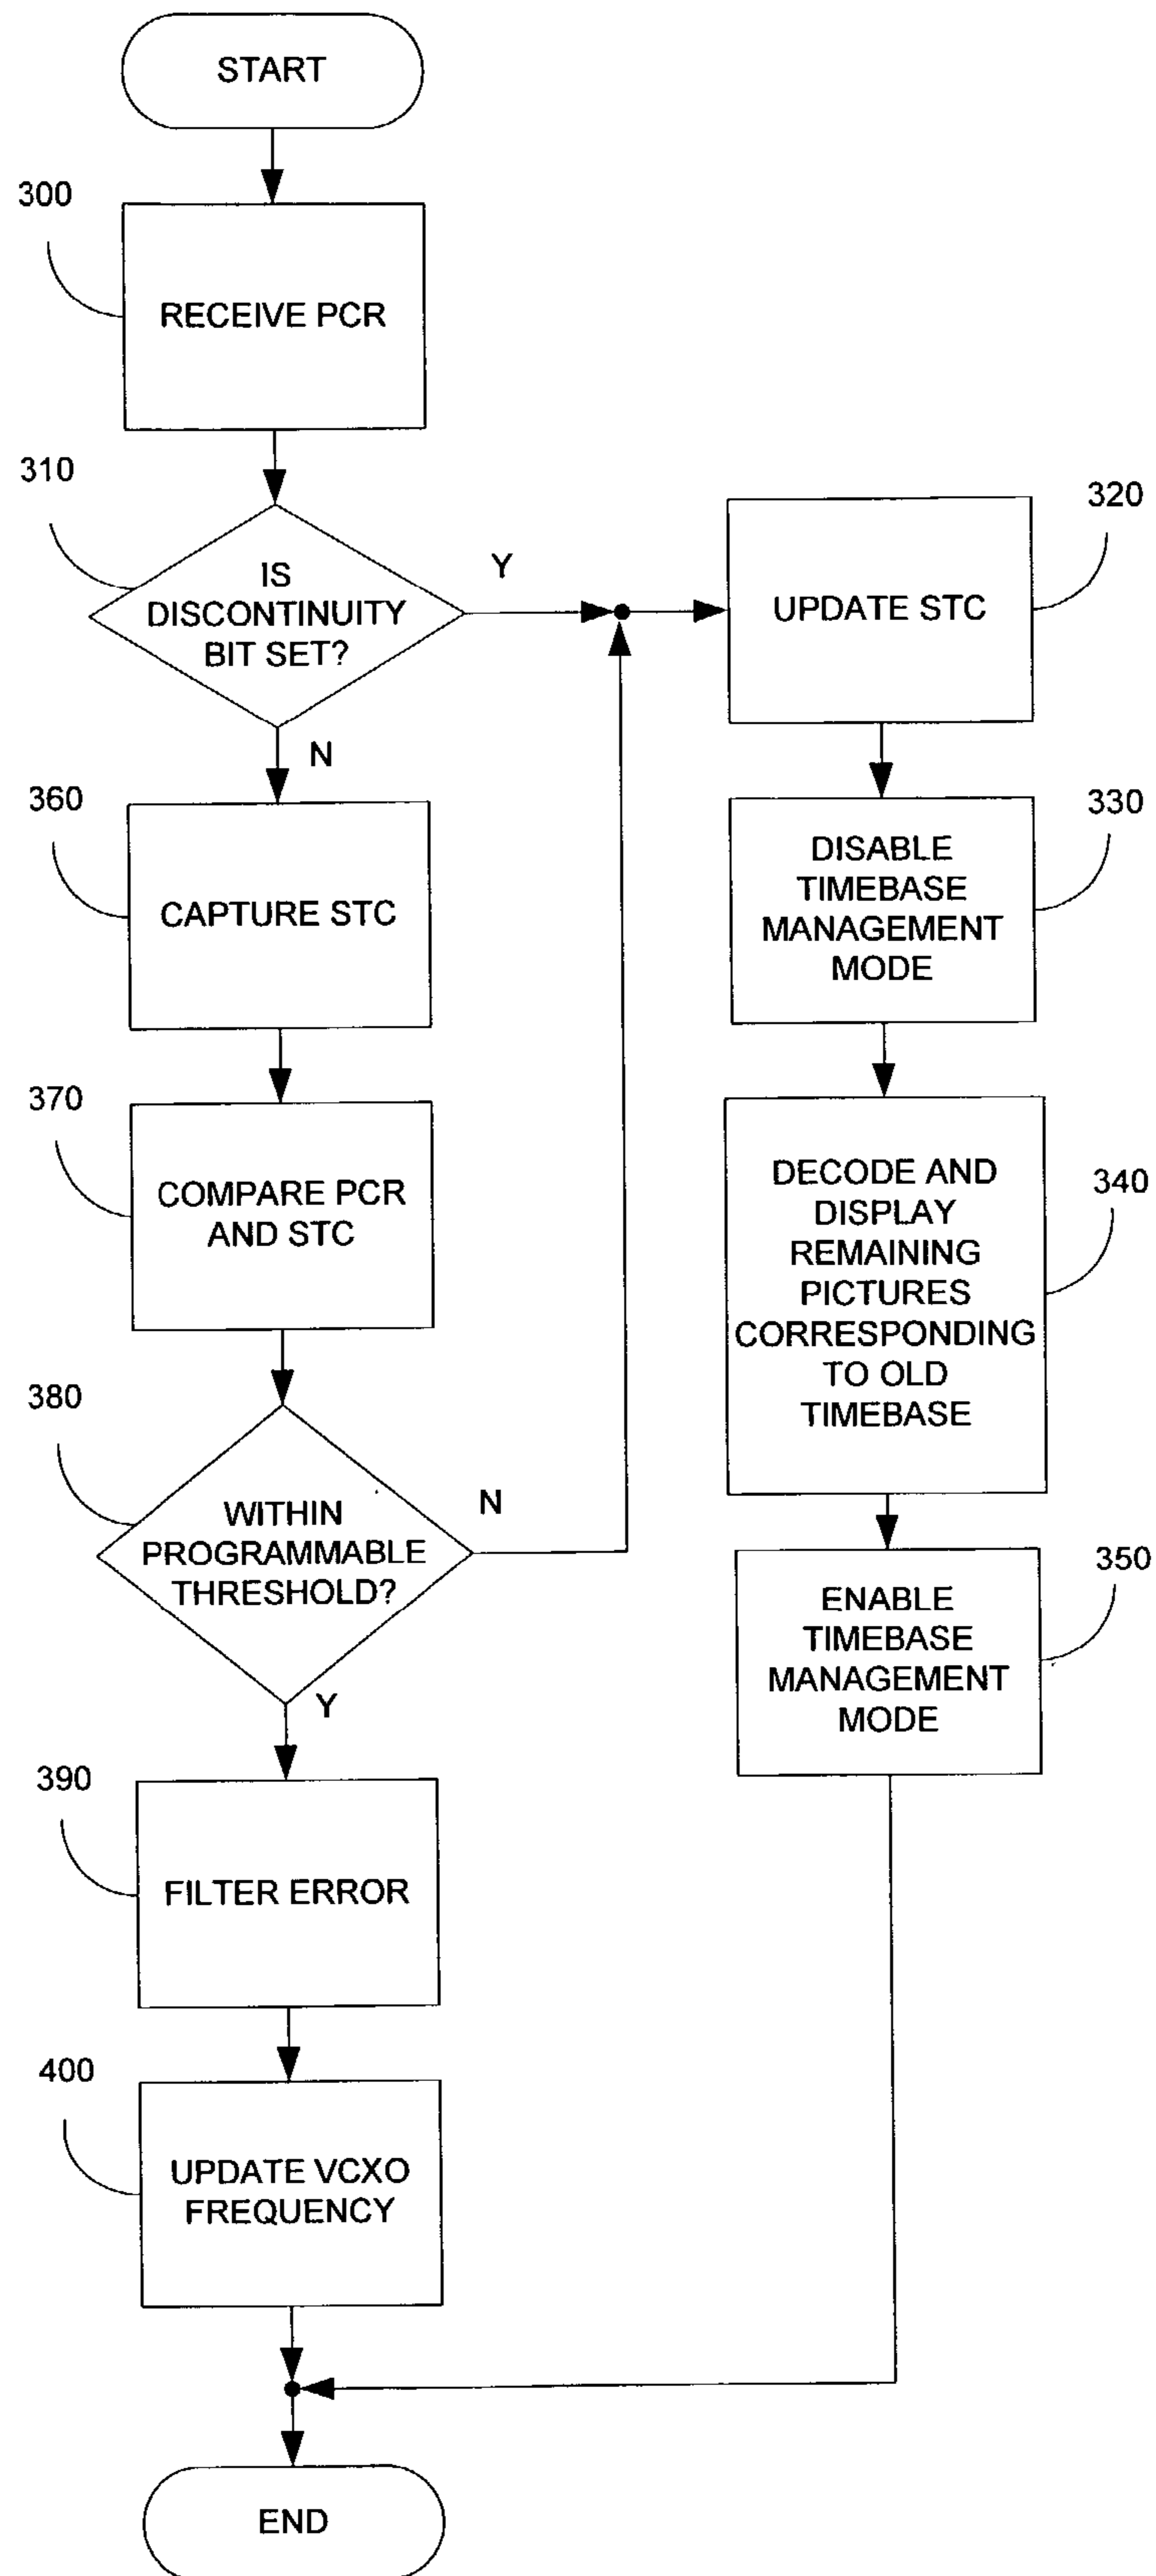 START
300
RECEIVE PCR
310
IS
DISCONTINUITY
BIT SET?
Y
N
320
UPDATE STC
330
DISABLE
TIMEBASE
MANAGEMENT
MODE
340
DECODE AND
DISPLAY
REMAINING
PICTURES
CORRESPONDING
TO OLD
TIMEBASE
350
ENABLE
TIMEBASE
MANAGEMENT
MODE
360
CAPTURE STC
370
COMPARE PCR
AND STC
380
WITHIN
PROGRAMMABLE
THRESHOLD?
N
Y
390
FILTER ERROR
400
UPDATE VCXO
FREQUENCY
END